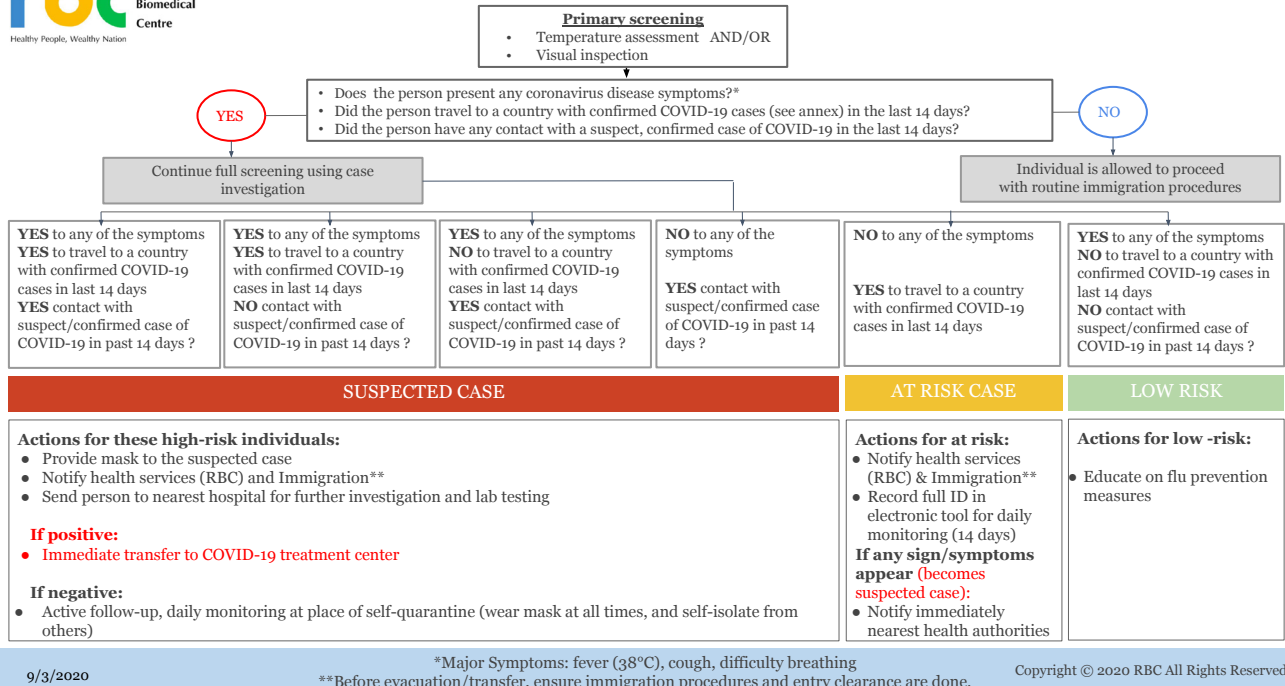 Biomedical
Centre
Healthy People, Wealthy Nation
Primary screening
• Temperature assessment AND/OR
• Visual inspection
• Does the person present any coronavirus disease symptoms?*
• Did the person travel to a country with confirmed COVID-19 cases (see annex) in the last 14 days?
• Did the person have any contact with a suspect, confirmed case of COVID-19 in the last 14 days?
YES
NO
Continue full screening using case
investigation
Individual is allowed to proceed
with routine immigration procedures
YES to any of the symptoms
YES to travel to a country
with confirmed COVID-19
cases in last 14 days
YES contact with
suspect/confirmed case of
COVID-19 in past 14 days ?
YES to any of the symptoms
YES to travel to a country
with confirmed COVID-19
cases in last 14 days
NO contact with
suspect/confirmed case of
COVID-19 in past 14 days ?
YES to any of the symptoms
NO to travel to a country
with confirmed COVID-19
cases in last 14 days
YES contact with
suspect/confirmed case of
COVID-19 in past 14 days ?
NO to any of the
symptoms
YES contact with
suspect/confirmed case
of COVID-19 in past 14
days ?
NO to any of the symptoms
YES to travel to a country
with confirmed COVID-19
cases in last 14 days
YES to any of the symptoms
NO to travel to a country with
confirmed COVID-19 cases in
last 14 days
NO contact with
suspect/confirmed case of
COVID-19 in past 14 days ?
SUSPECTED CASE
AT RISK CASE
LOW RISK
Actions for these high-risk individuals:
● Provide mask to the suspected case
● Notify health services (RBC) and Immigration**
● Send person to nearest hospital for further investigation and lab testing
If positive:
● Immediate transfer to COVID-19 treatment center
If negative:
● Active follow-up, daily monitoring at place of self-quarantine (wear mask at all times, and self-isolate from
others)
Actions for at risk:
● Notify health services
(RBC) & Immigration**
● Record full ID in
electronic tool for daily
monitoring (14 days)
If any sign/symptoms
appear (becomes
suspected case):
● Notify immediately
nearest health authorities
Actions for low -risk:
● Educate on flu prevention
measures
9/3/2020
*Major Symptoms: fever (38°C), cough, difficulty breathing
**Before evacuation/transfer, ensure immigration procedures and entry clearance are done.
Copyright © 2020 RBC All Rights Reserved